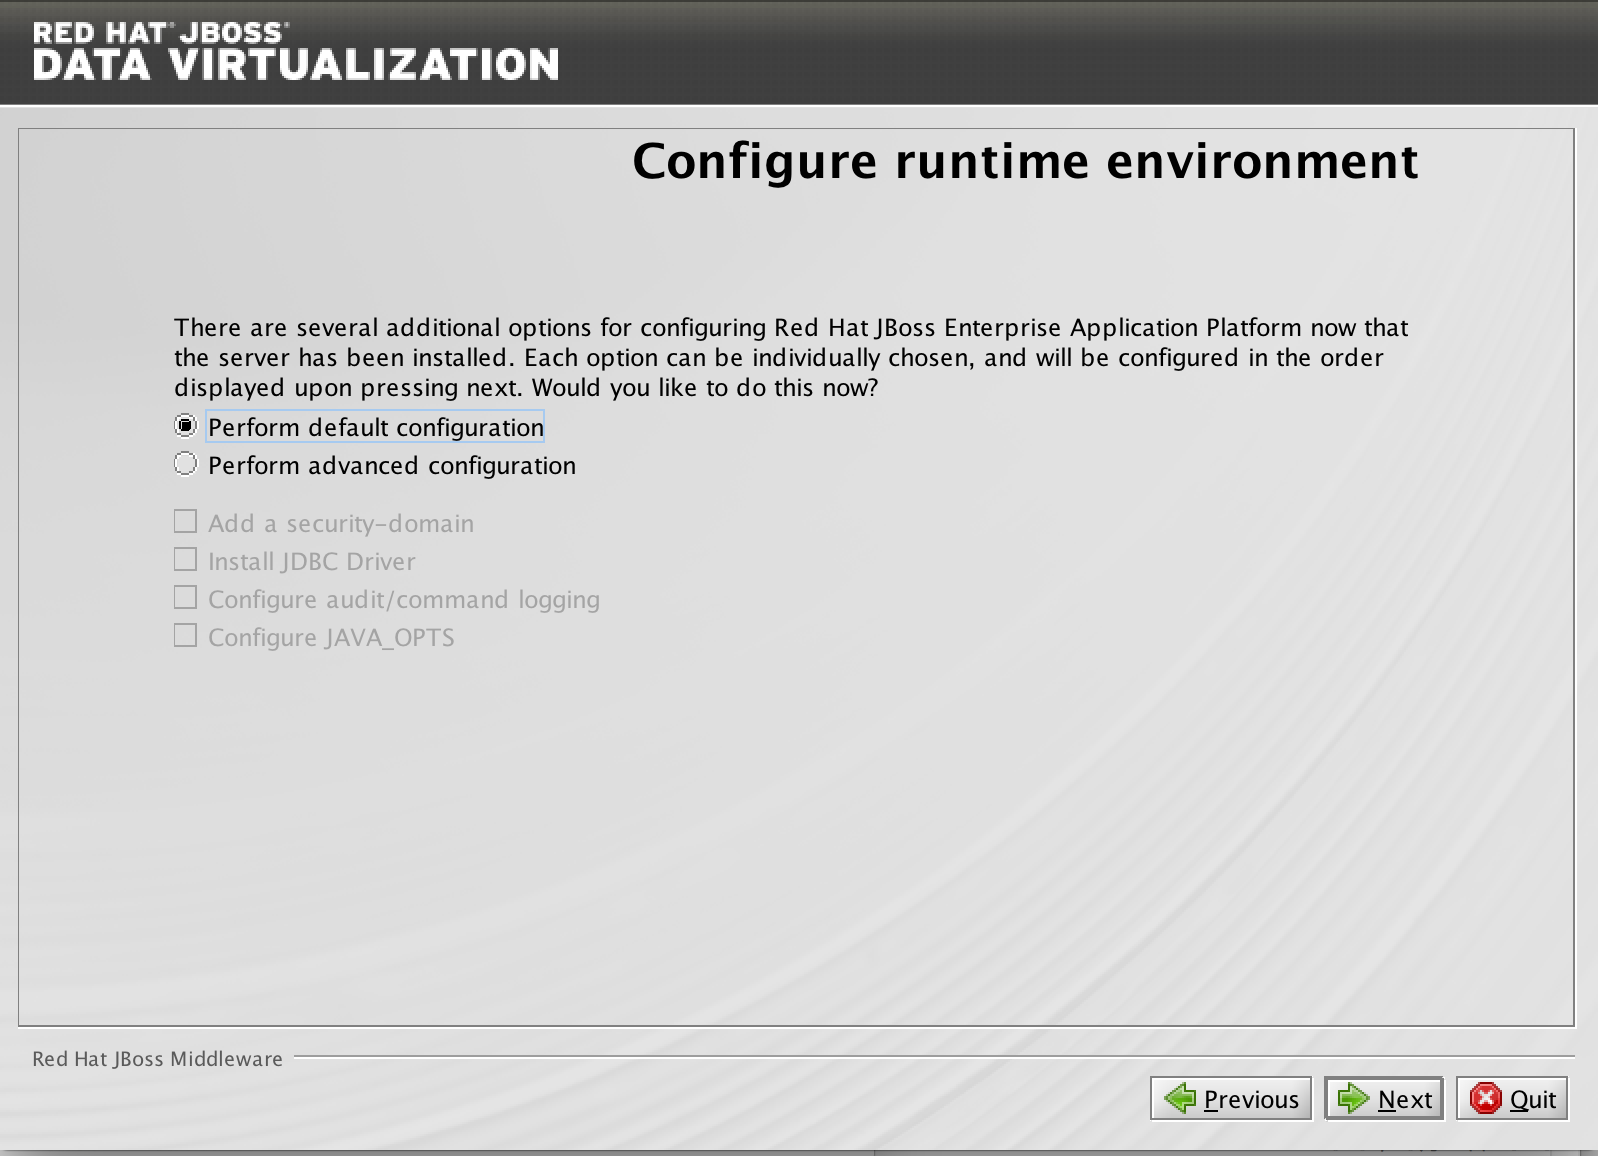 RED HAT® JBOSS®
DATA VIRTUALIZATION
Configure runtime environment
There are several additional options for configuring Red Hat JBoss Enterprise Application Platform now that
the server has been installed. Each option can be individually chosen, and will be configured in the order
displayed upon pressing next. Would you like to do this now?
Perform default configuration
Perform advanced configuration
Add a security-domain
Install JDBC Driver
Configure audit/command logging
Configure JAVA_OPTS
Red Hat JBoss Middleware
Previous Next Quit